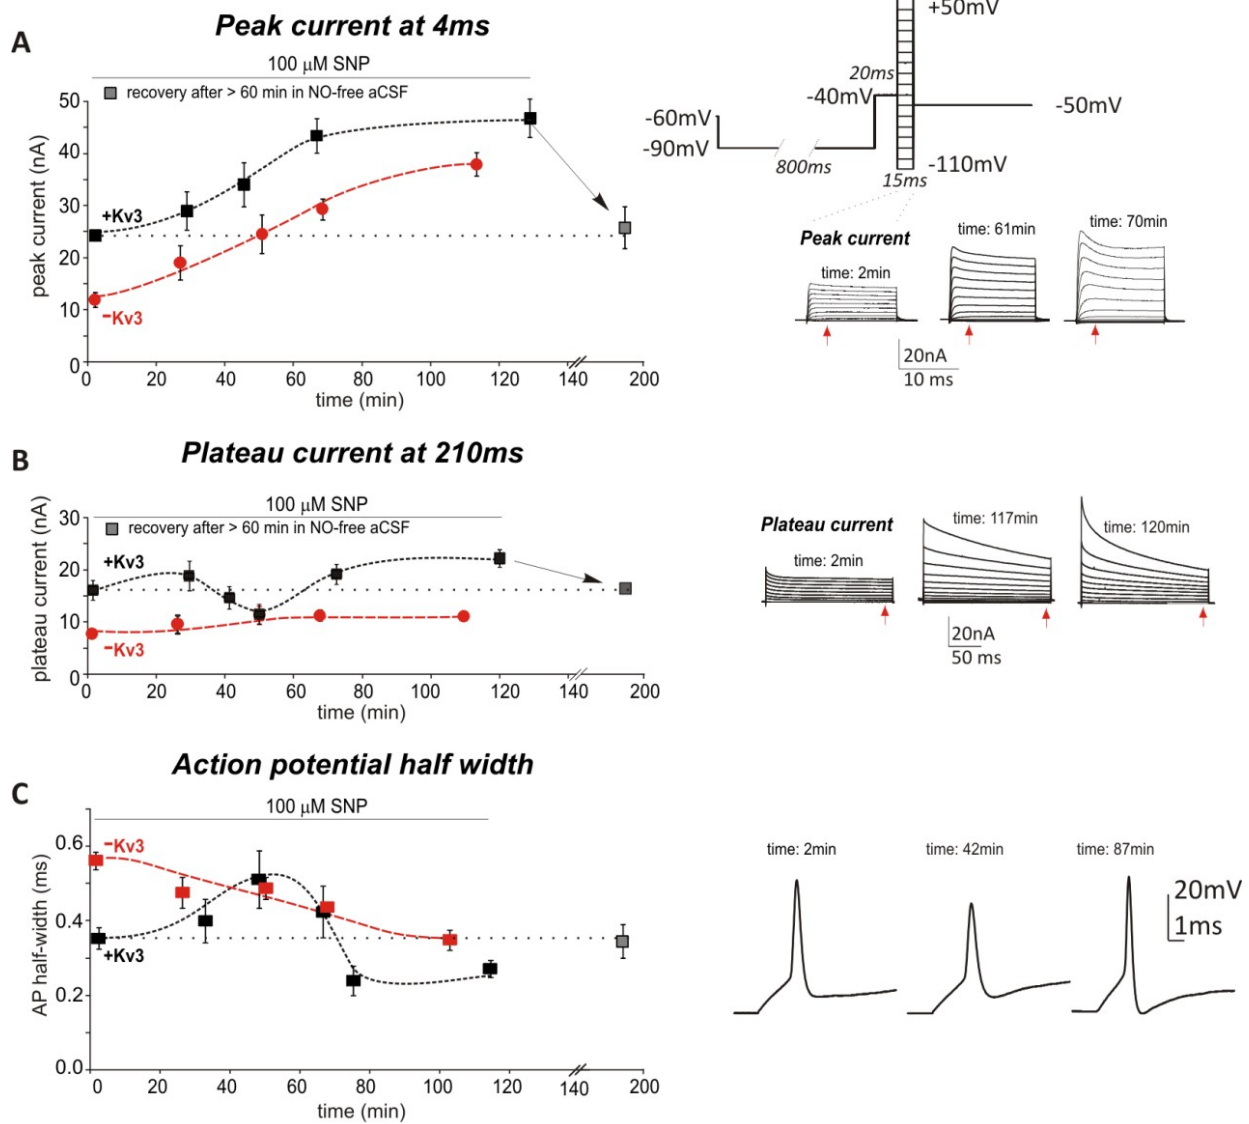 A
Peak current at 4ms
100 μM SNP
recovery after > 60 min in NO-free aCSF
peak current (nA)
50
40
30
20
10
0
+Kv3
−Kv3
0 20 40 60 80 100 120 140 200
time (min)
+50mV
20ms
-40mV
-50mV
-60mV
-90mV
800ms
-110mV
15ms
Peak current
time: 2min
time: 61min
time: 70min
20nA
10 ms
B
Plateau current at 210ms
100 μM SNP
recovery after > 60 min in NO-free aCSF
plateau current (nA)
30
20
10
0
+Kv3
−Kv3
0 20 40 60 80 100 120 140 200
time (min)
Plateau current
time: 2min
time: 117min
time: 120min
20nA
50 ms
Action potential half width
C
100 μM SNP
AP half-width (ms)
0.6
0.4
0.2
0.0
−Kv3
+Kv3
0 20 40 60 80 100 120 140 200
time (min)
time: 2min
time: 42min
time: 87min
20mV
1ms